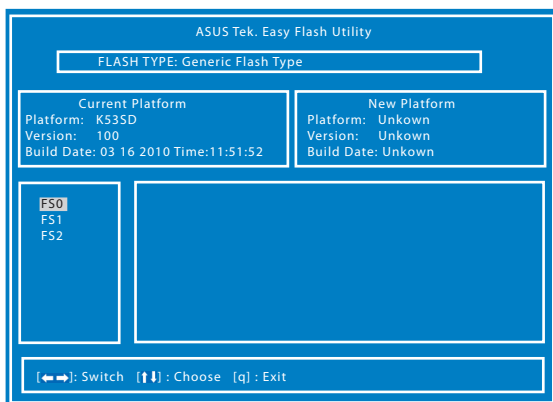 ASUS Tek. Easy Flash Utility
FLASH TYPE: Generic Flash Type
Current Platform
Platform: K53SD
Version: 100
Build Date: 03 16 2010 Time:11:51:52
New Platform
Platform: Unkown
Version: Unkown
Build Date: Unkown
FS0
FS1
FS2
[←→]: Switch [↑↓] : Choose [q] : Exit